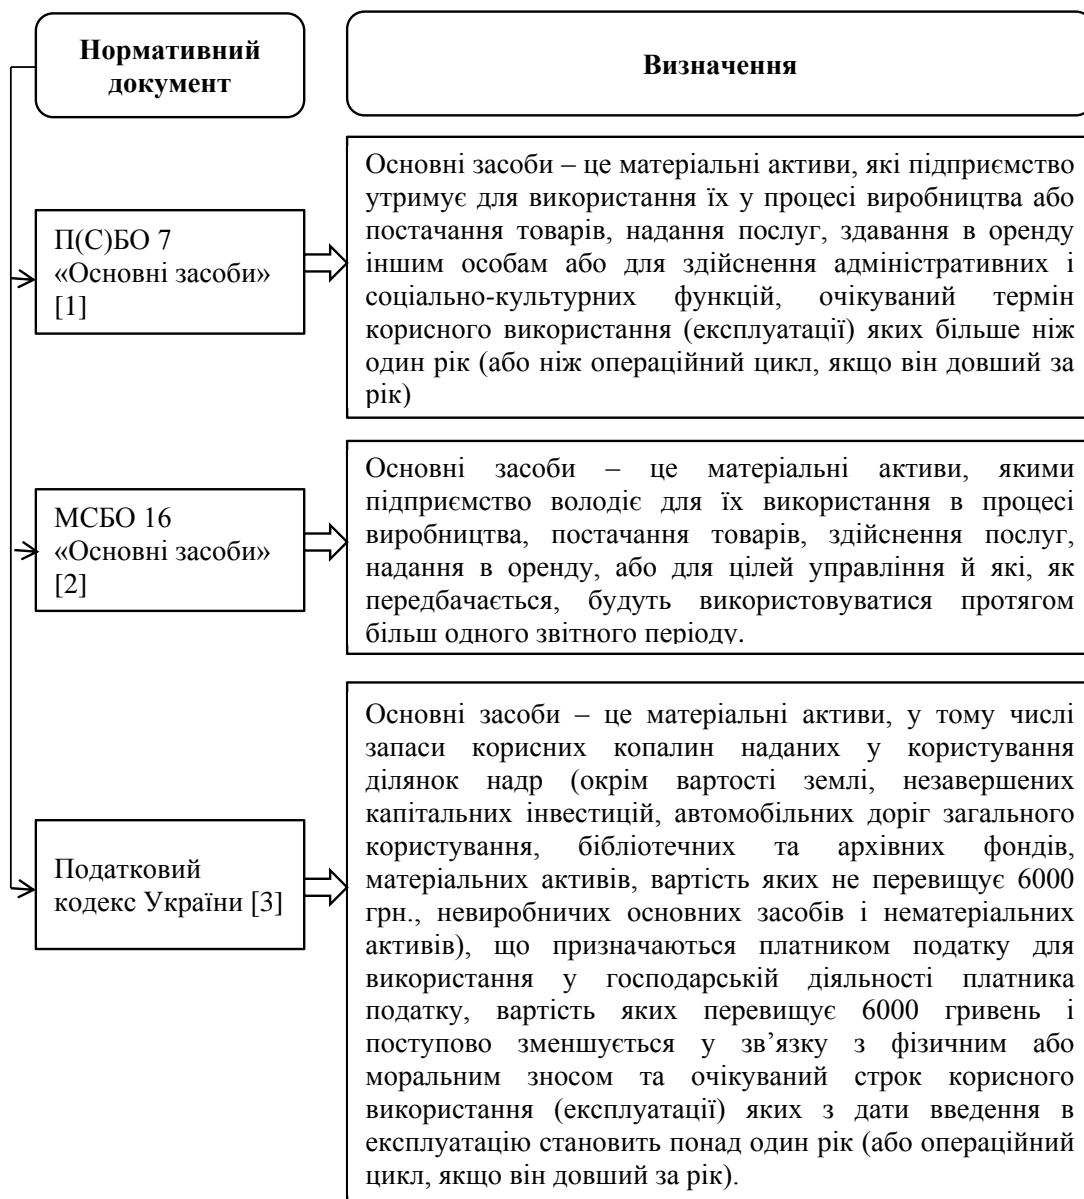 Нормативний
документ
Визначення
П(С)БО 7
«Основні засоби»
[1]
Основні засоби – це матеріальні активи, які підприємство
утримує для використання їх у процесі виробництва або
постачання товарів, надання послуг, здавання в оренду
іншим особам або для здійснення адміністративних і
соціально-культурних функцій, очікуваний термін
корисного використання (експлуатації) яких більше ніж
один рік (або ніж операційний цикл, якщо він довший за
рік)
МСБО 16
«Основні засоби»
[2]
Основні засоби – це матеріальні активи, якими
підприємство володіє для їх використання в процесі
виробництва, постачання товарів, здійснення послуг,
надання в оренду, або для цілей управління й які, як
передбачається, будуть використовуватися протягом
більш одного звітного періоду.
Податковий
кодекс України [3]
Основні засоби – це матеріальні активи, у тому числі
запаси корисних копалин наданих у користування
ділянок надр (окрім вартості землі, незавершених
капітальних інвестицій, автомобільних доріг загального
користування, бібліотечних та архівних фондів,
матеріальних активів, вартість яких не перевищує 6000
грн., невиробничих основних засобів і нематеріальних
активів), що призначаються платником податку для
використання у господарській діяльності платника
податку, вартість яких перевищує 6000 гривень і
поступово зменшується у зв’язку з фізичним або
моральним зносом та очікуваний строк корисного
використання (експлуатації) яких з дати введення в
експлуатацію становить понад один рік (або операційний
цикл, якщо він довший за рік).